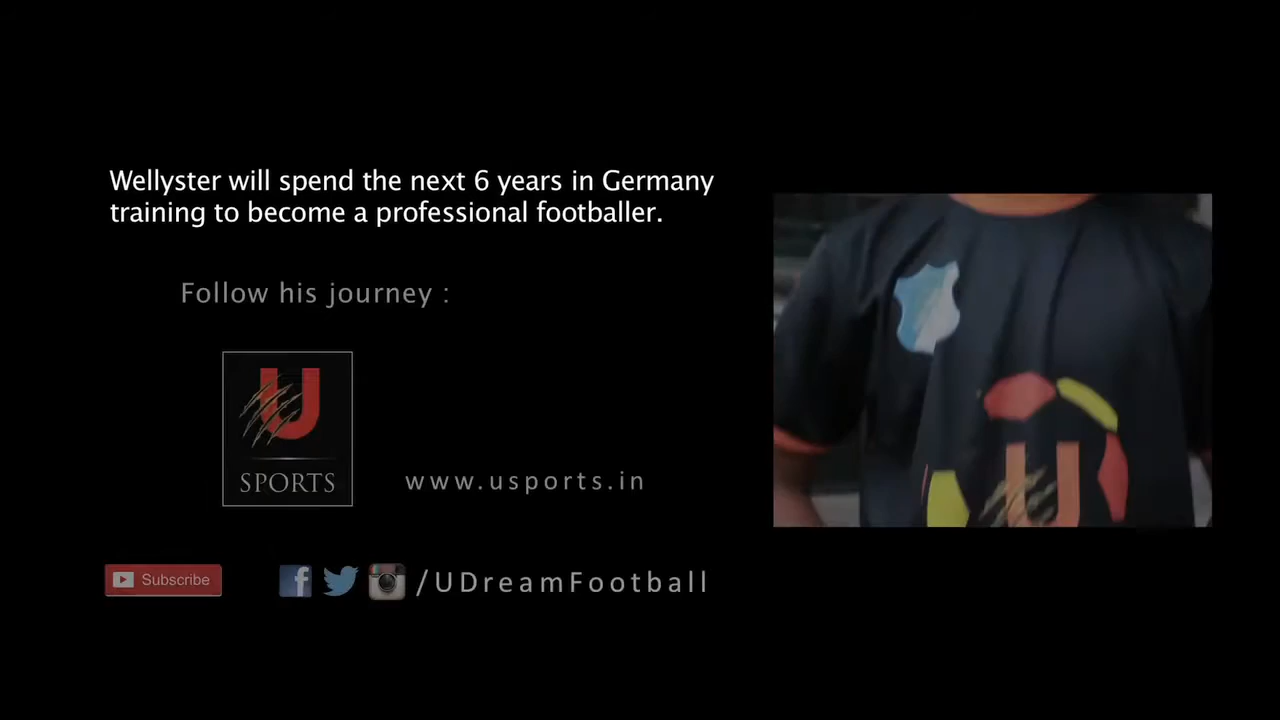 Wellyster will spend the next 6 years in Germany
training to become a professional footballer.
Follow his journey :
U
SPORTS
www.usports.in
Subscribe
/UDreamFootball
U